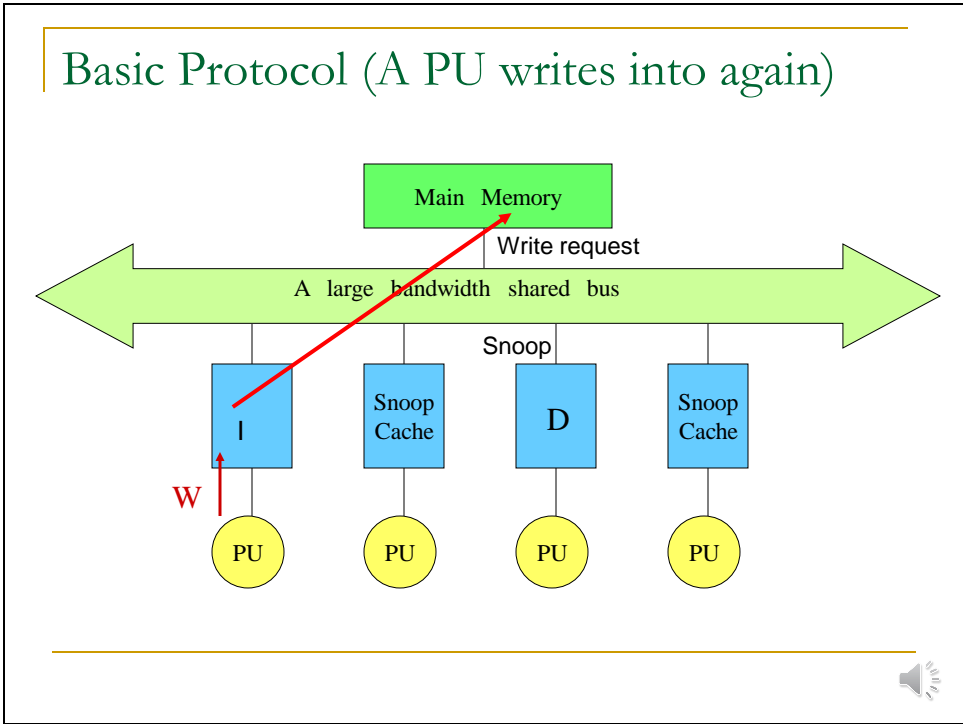 Basic Protocol (A PU writes into again)
Main Memory
Write request
A large bandwidth shared bus
Snoop
I
Snoop
Cache
D
Snoop
Cache
W
PU
PU
PU
PU